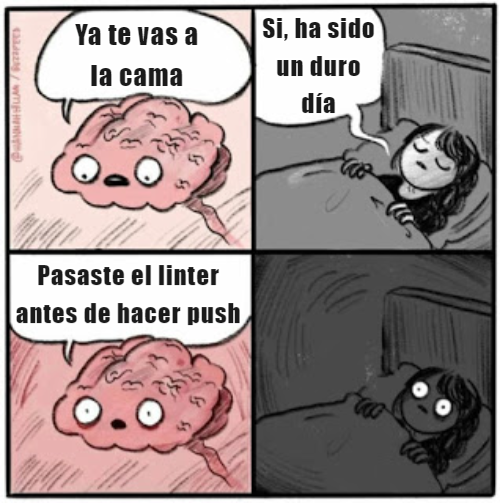 Ya te vas a
la cama
Si, ha sido
un duro
día
Pasaste el linter
antes de hacer push